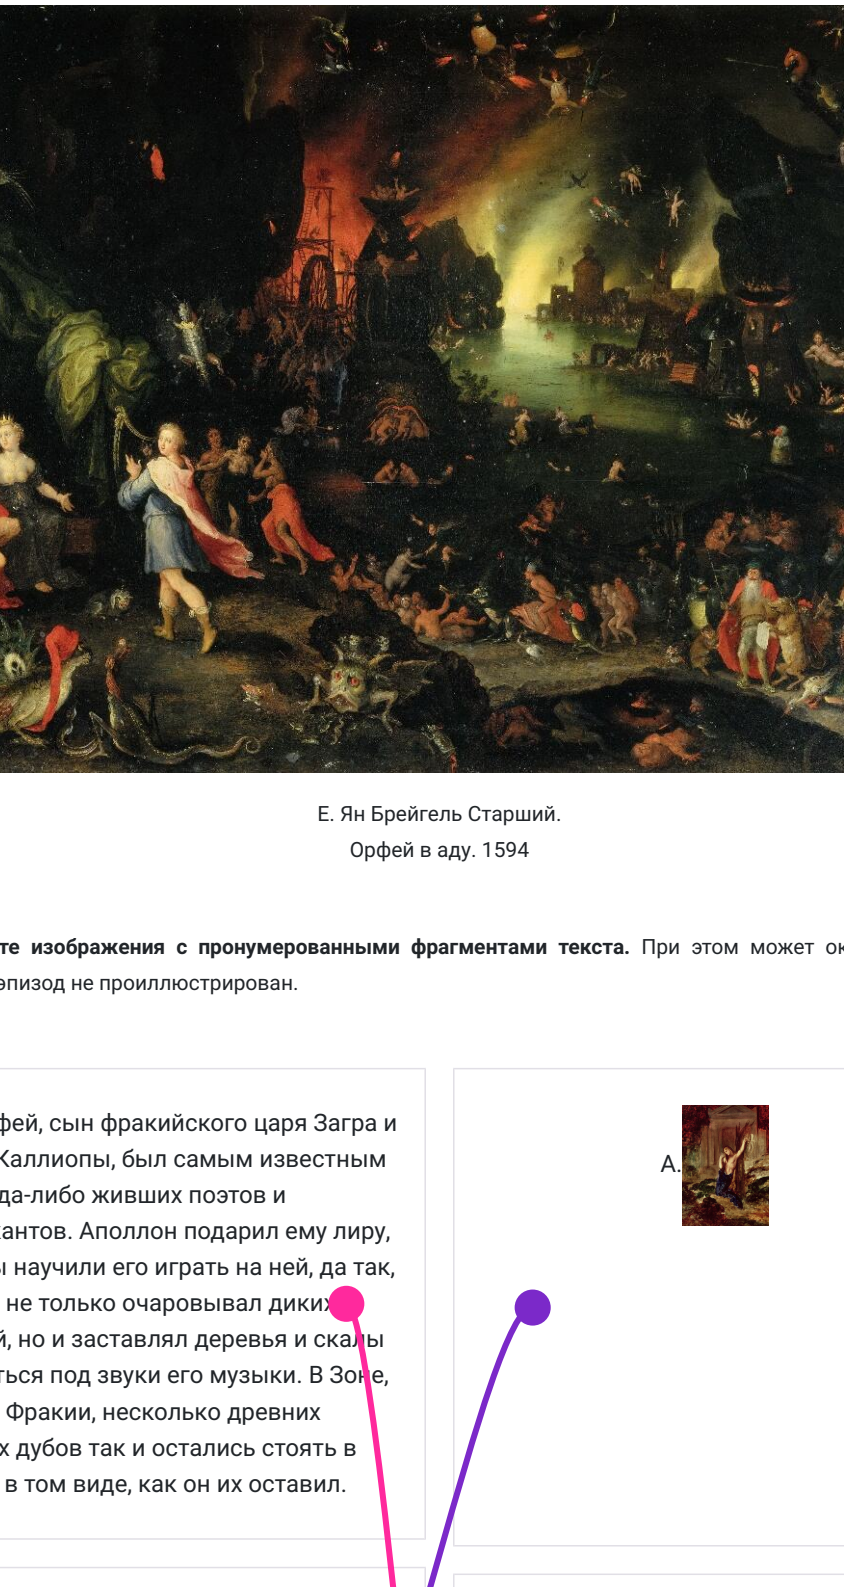 Е. Ян Брейгель Старший.
Орфей в аду. 1594
те изображения с пронумерованными фрагментами текста. При этом может ок
эпизод не проиллюстрирован.
фей, сын фракийского царя Загра и
Каллиопы, был самым известным
да-либо живших поэтов и
кантов. Аполлон подарил ему лиру,
ы научили его играть на ней, да так,
не только очаровывал диких
й, но и заставлял деревья и скалы
ться под звуки его музыки. В Зоне,
Фракии, несколько древних
х дубов так и остались стоять в
в том виде, как он их оставил.
А.